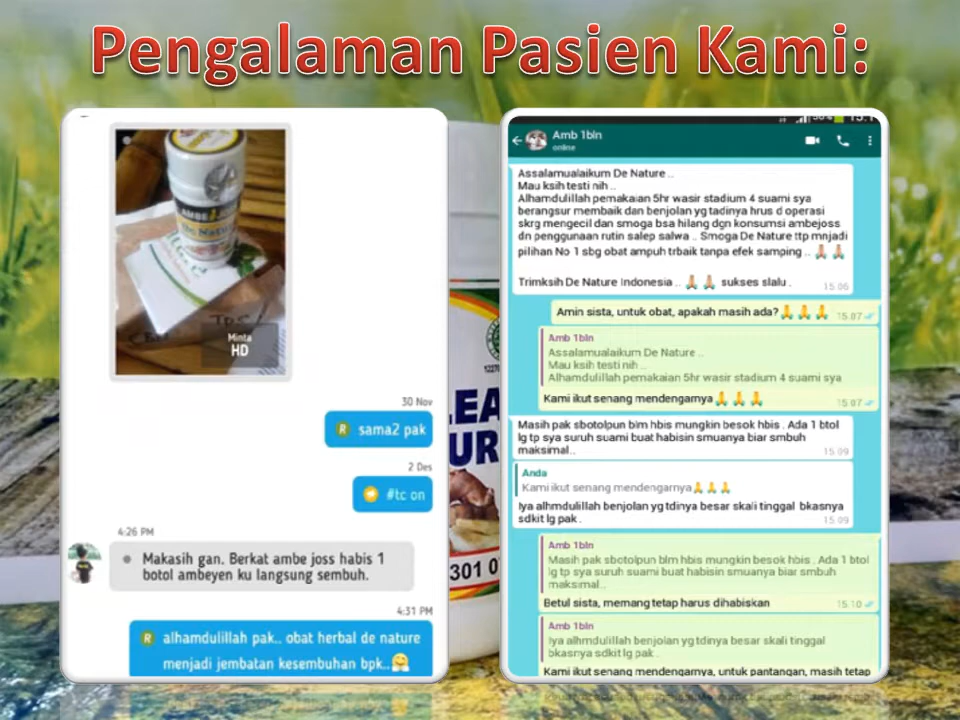 Pengalaman Pasien Kami:
AMBEJOSS
De Nature
Minta
HD
30 Nov
R sama2 pak
2 Des
#tc on
4:26 PM
Makasih gan. Berkat ambe joss habis 1
botol ambeyen ku langsung sembuh.
4:31 PM
R alhamdulillah pak.. obat herbal de nature
menjadi jembatan kesembuhan bpk..🤗
LEA
UR
301 0
Amb 1bln
online
Assalamualaikum De Nature ..
Mau ksih testi nih ..
Alhamdulillah pemakaian 5hr wasir stadium 4 suami sya
berangsur membaik dan benjolan yg tadinya hrus d operasi
skrg mengecil dan smoga bsa hilang dgn konsumsi ambejoss
dn penggunaan rutin salep salwa .. Smoga De Nature ttp mnjadi
pilihan No 1 sbg obat ampuh trbaik tanpa efek samping .. 🙏 🙏
Trimksih De Nature Indonesia .. 🙏 🙏 sukses slalu .
15.06
Amin sista, untuk obat, apakah masih ada?🙏 🙏 🙏 15.07
Amb 1bln
Assalamualaikum De Nature ..
Mau ksih testi nih ..
Alhamdulillah pemakaian 5hr wasir stadium 4 suami sya
Kami ikut senang mendengarnya🙏 🙏 🙏 15.07
Masih pak sbotolpun blm hbis mungkin besok hbis . Ada 1 btol
lg tp sya suruh suami buat habisin smuanya biar smbuh
maksimal.. 15.09
Anda
Kami ikut senang mendengarnya🙏🙏🙏
Iya alhmdulillah benjolan yg tdinya besar skali tinggal bkasnya
sdkit lg pak . 15.09
Amb 1bln
Masih pak sbotolpun blm hbis mungkin besok hbis . Ada 1 btol
lg tp sya suruh suami buat habisin smuanya biar smbuh
maksimal..
Betul sista, memang tetap harus dihabiskan 15.10
Amb 1bln
Iya alhmdulillah benjolan yg tdinya besar skali tinggal
bkasnya sdkit lg pak .
Kami ikut senang mendengarnya, untuk pantangan, masih tetap